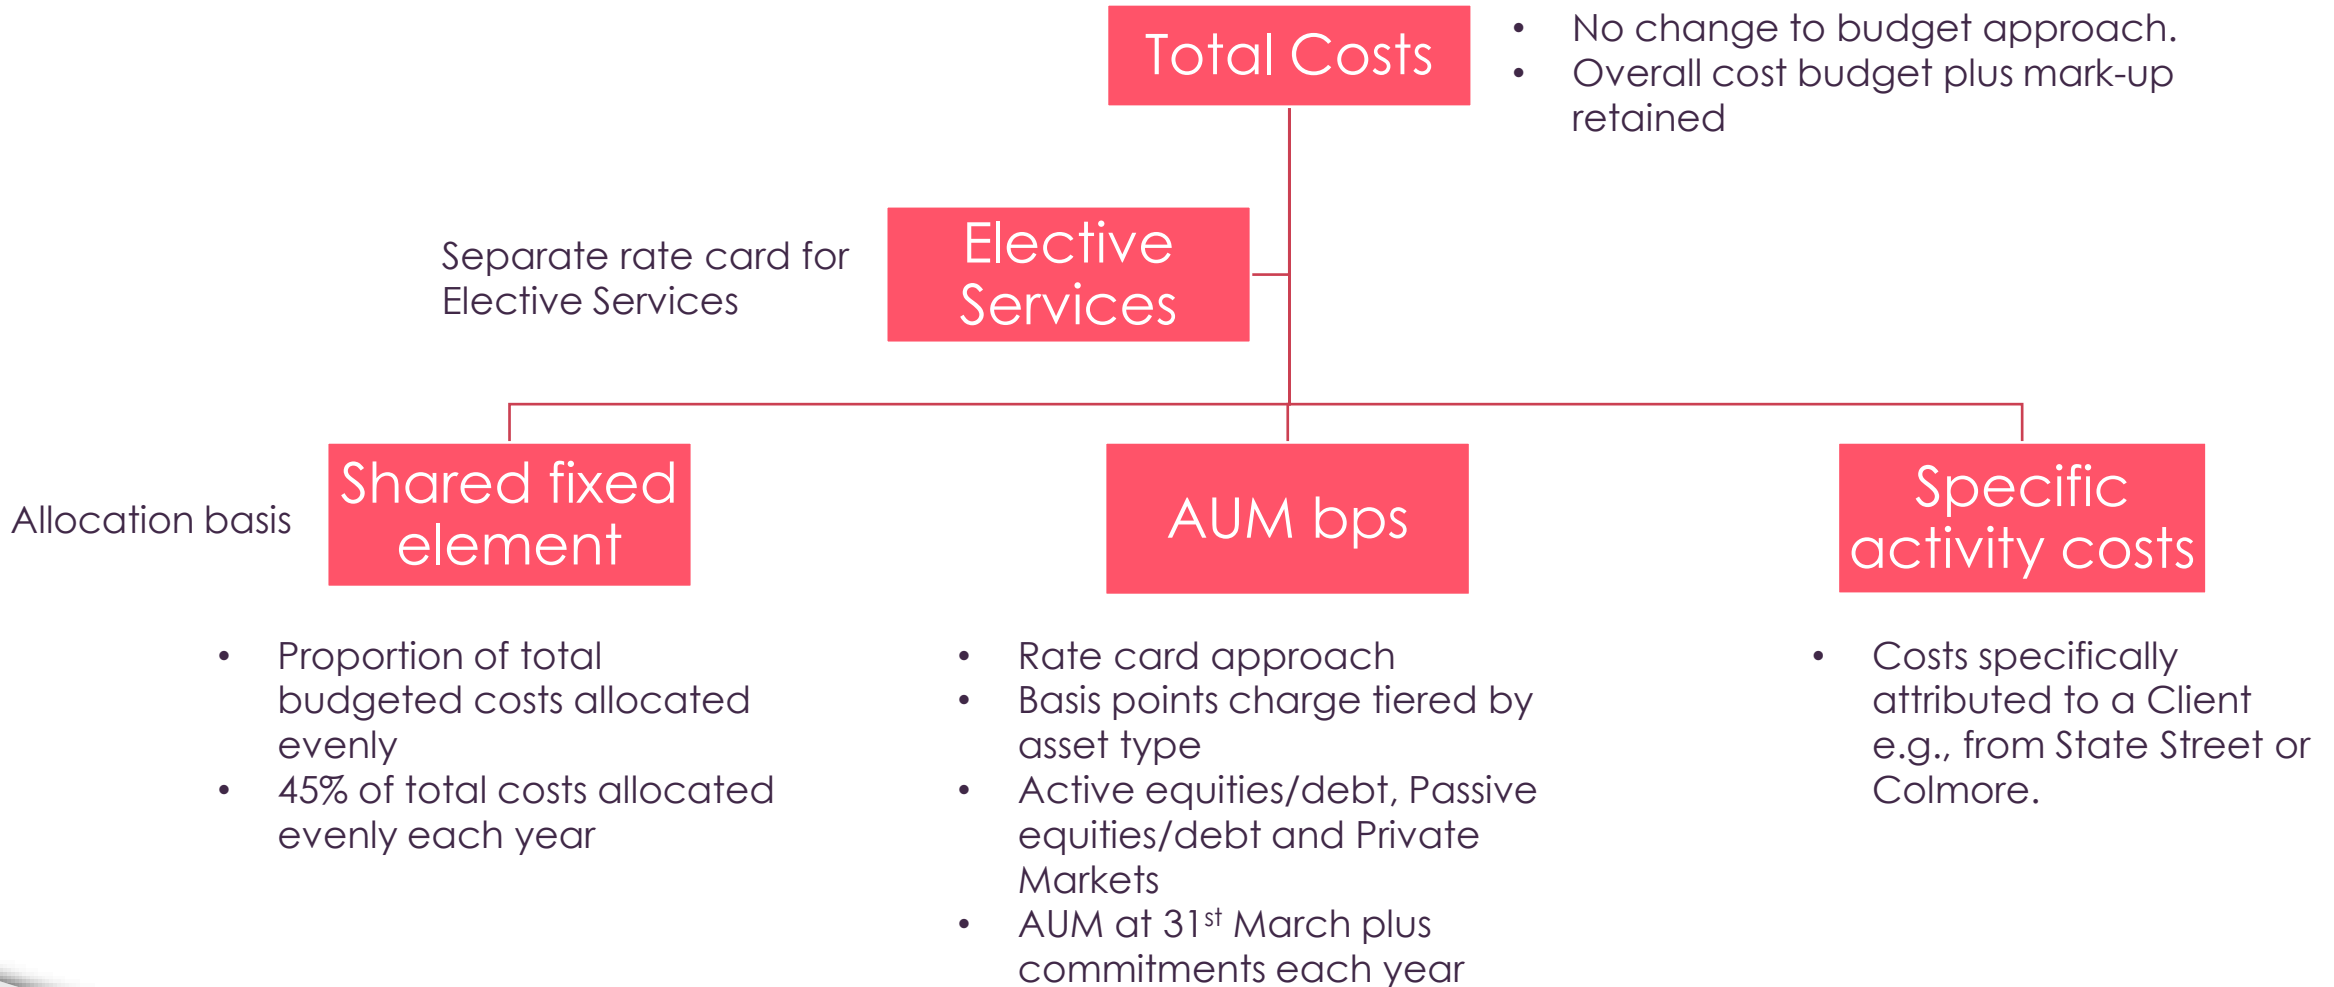 Total Costs
• No change to budget approach.
• Overall cost budget plus mark-up
retained
Separate rate card for
Elective Services
Elective
Services
Allocation basis
Shared fixed
element
• Proportion of total
budgeted costs allocated
evenly
• 45% of total costs allocated
evenly each year
AUM bps
• Rate card approach
• Basis points charge tiered by
asset type
• Active equities/debt, Passive
equities/debt and Private
Markets
• AUM at 31st March plus
commitments each year
Specific
activity costs
• Costs specifically
attributed to a Client
e.g., from State Street or
Colmore.